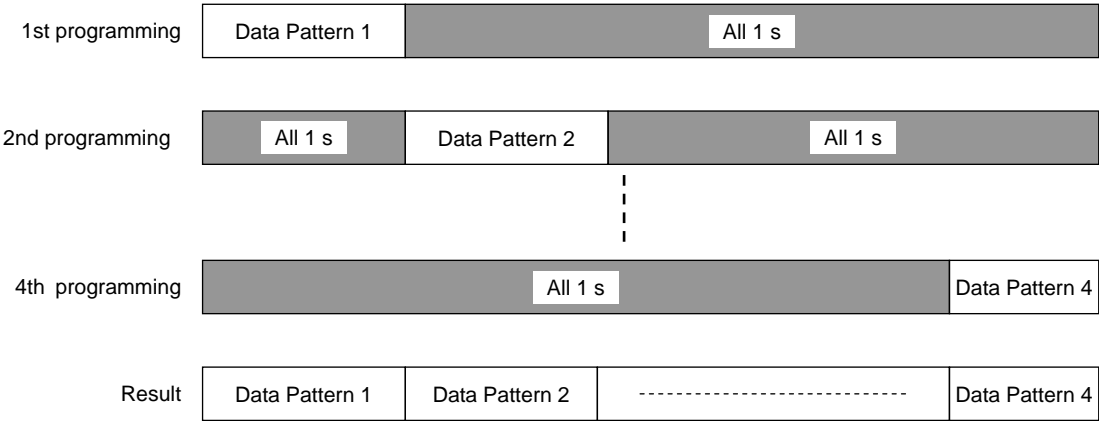 1st programming Data Pattern 1 All 1 s
2nd programming All 1 s Data Pattern 2 All 1 s
4th programming All 1 s Data Pattern 4
Result Data Pattern 1 Data Pattern 2 Data Pattern 4